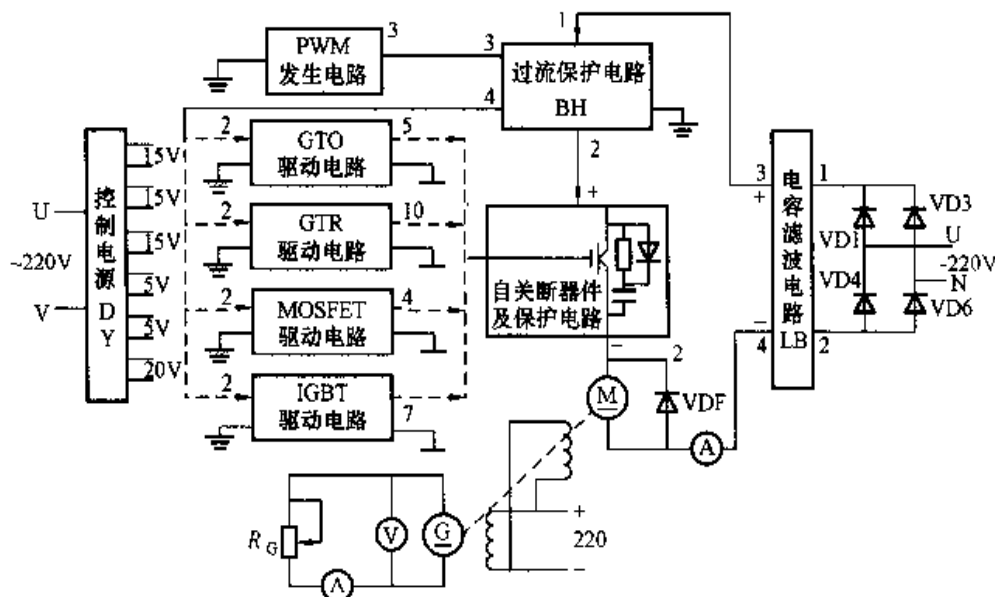 PWM
发生电路
3
3
4
1
过流保护电路
BH
2
+
控制电源 DY
U
~220V
V
15V
15V
15V
5V
5V
20V
2
GTO
驱动电路
5
2
GTR
驱动电路
10
2
MOSFET
驱动电路
4
2
IGBT
驱动电路
7
自关断器件
及保护电路
−
2
M
VDF
A
3
+
−
4
电容滤波电路 LB
1
2
VD1
VD3
U
~220V
N
VD4
VD6
R_G
V
G
A
+
220
−